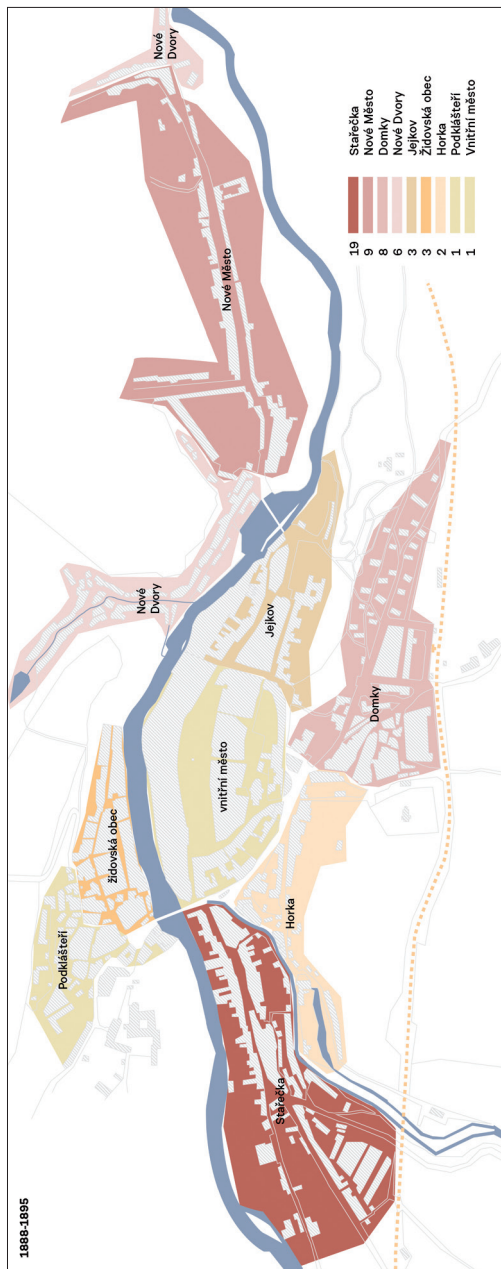 1888-1895
Nové
Dvory
Nové Město
Nové
Dvory
Jejkov
Domky
vnitřní město
židovská obec
Podklášteří
Horka
Stařečka
19 Stařečka
9 Nové Město
8 Domky
6 Nové Dvory
3 Jejkov
3 Židovská obec
2 Horka
1 Podklášteří
1 Vnitřní město